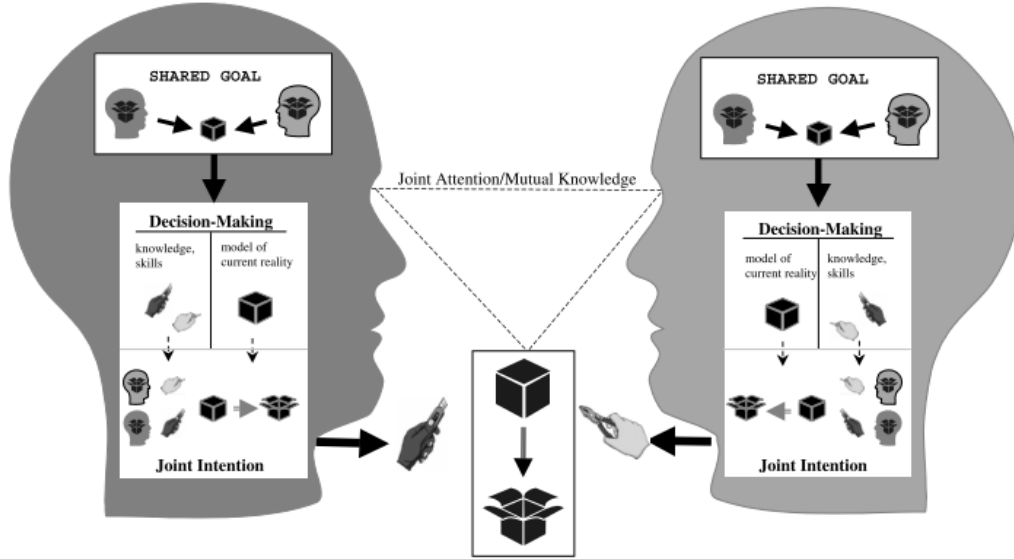 SHARED GOAL
Decision-Making
knowledge,
skills
model of
current reality
Joint Intention
Joint Attention/Mutual Knowledge
SHARED GOAL
Decision-Making
model of
current reality
knowledge,
skills
Joint Intention